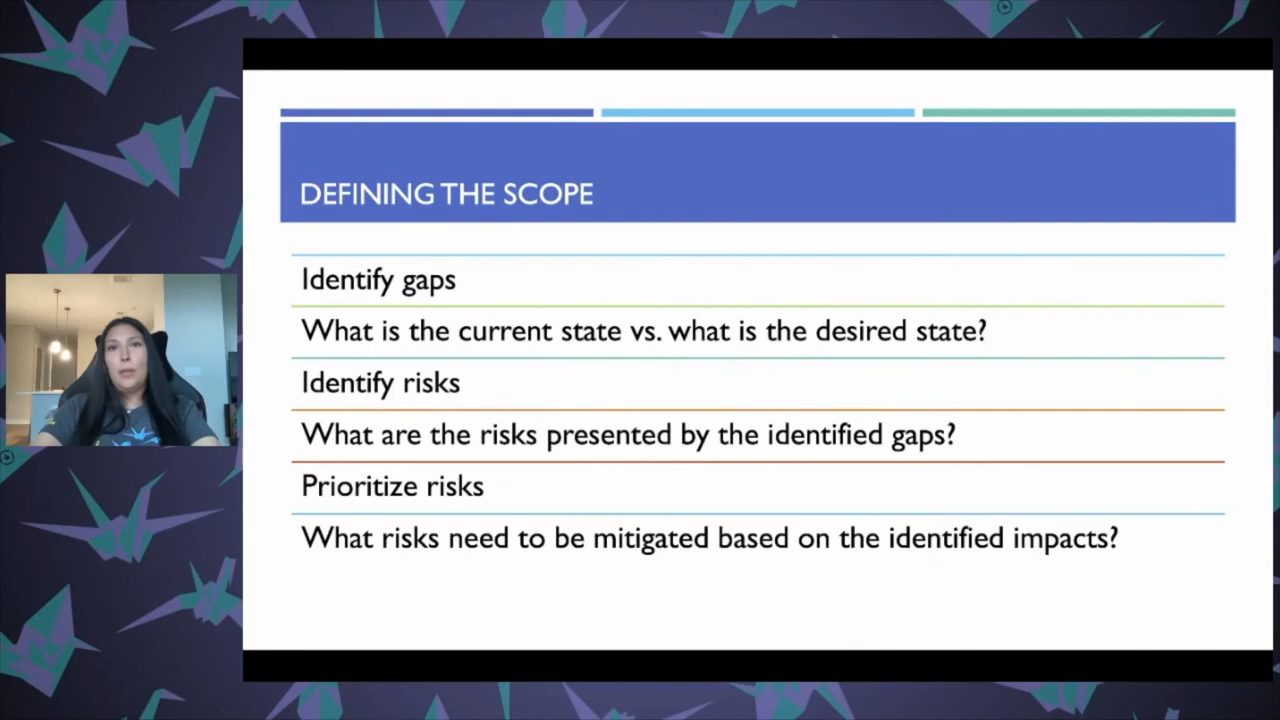 DEFINING THE SCOPE
Identify gaps
What is the current state vs. what is the desired state?
Identify risks
What are the risks presented by the identified gaps?
Prioritize risks
What risks need to be mitigated based on the identified impacts?